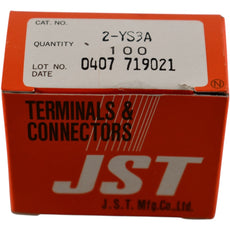 CAT. NO. 2-YS3A
QUANTITY 100
LOT NO. 0407 719021
DATE
TERMINALS &
CONNECTORS
JST
J.S.T. Mfg.Co.,Ltd.
N